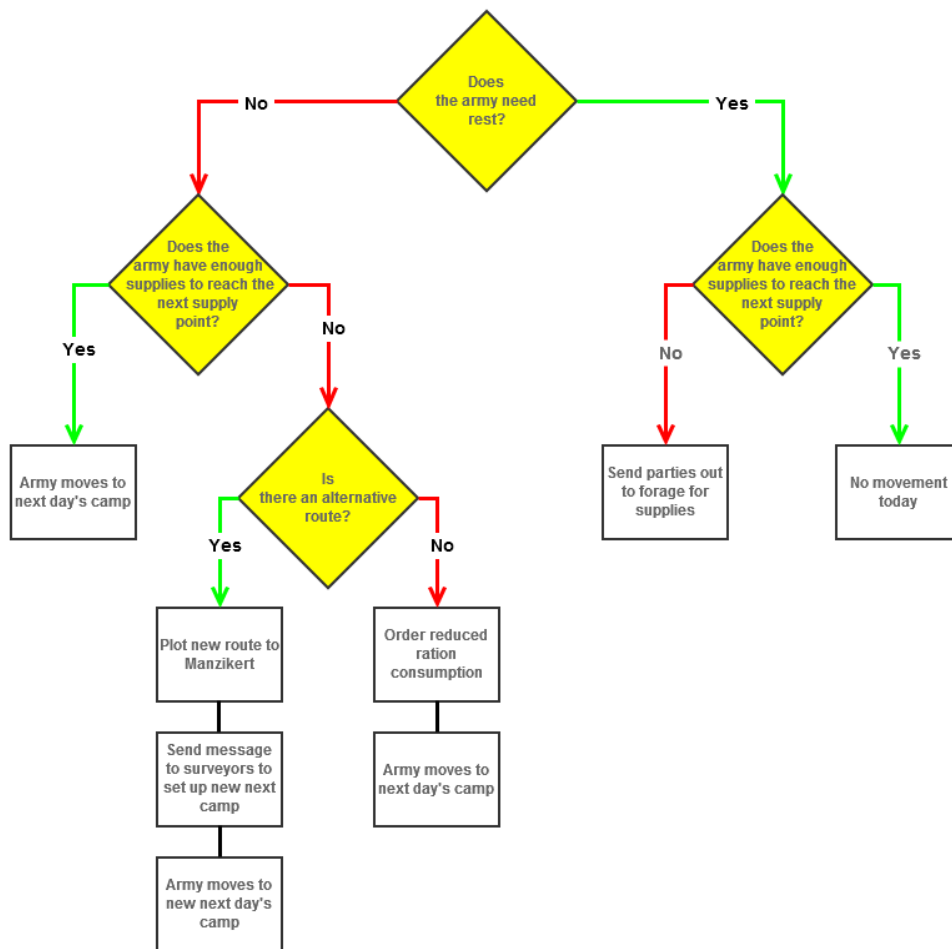 Does
the army need
rest?
No
Yes
Does the
army have enough
supplies to reach the
next supply
point?
Does the
army have enough
supplies to reach the
next supply
point?
Yes
No
No
Yes
Army moves to
next day's camp
Is
there an alternative
route?
Send parties out
to forage for
supplies
No movement
today
Yes
No
Plot new route to
Manzikert
Order reduced
ration
consumption
Send message
to surveyors to
set up new next
camp
Army moves to
next day's camp
Army moves to
new next day's
camp